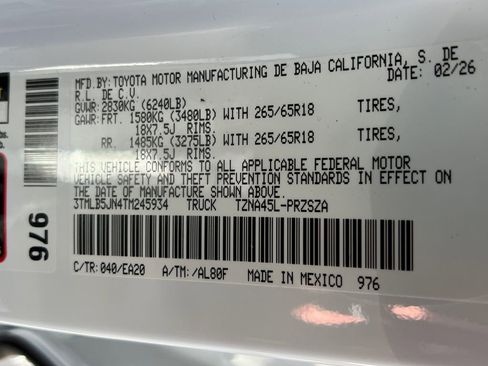 MFD.BY: TOYOTA MOTOR MANUFACTURING DE BAJA CALIFORNIA, S. DE
R.L. DE C.V. DATE: 02/26
GVWR: 2830KG (6240LB)
GAWR: FRT. 1580KG (3480LB) WITH 265/65R18 TIRES,
18X7.5J RIMS.
RR. 1485KG (3275LB) WITH 265/65R18 TIRES,
18X7.5J RIMS.
THIS VEHICLE CONFORMS TO ALL APPLICABLE FEDERAL MOTOR
VEHICLE SAFETY AND THEFT PREVENTION STANDARDS IN EFFECT ON
THE DATE OF MANUFACTURE SHOWN ABOVE.
3TMLB5JN4TM245934 TRUCK TZNA45L-PRZSZA
C/TR: 040/EA20 A/TM: /AL80F MADE IN MEXICO 976
976